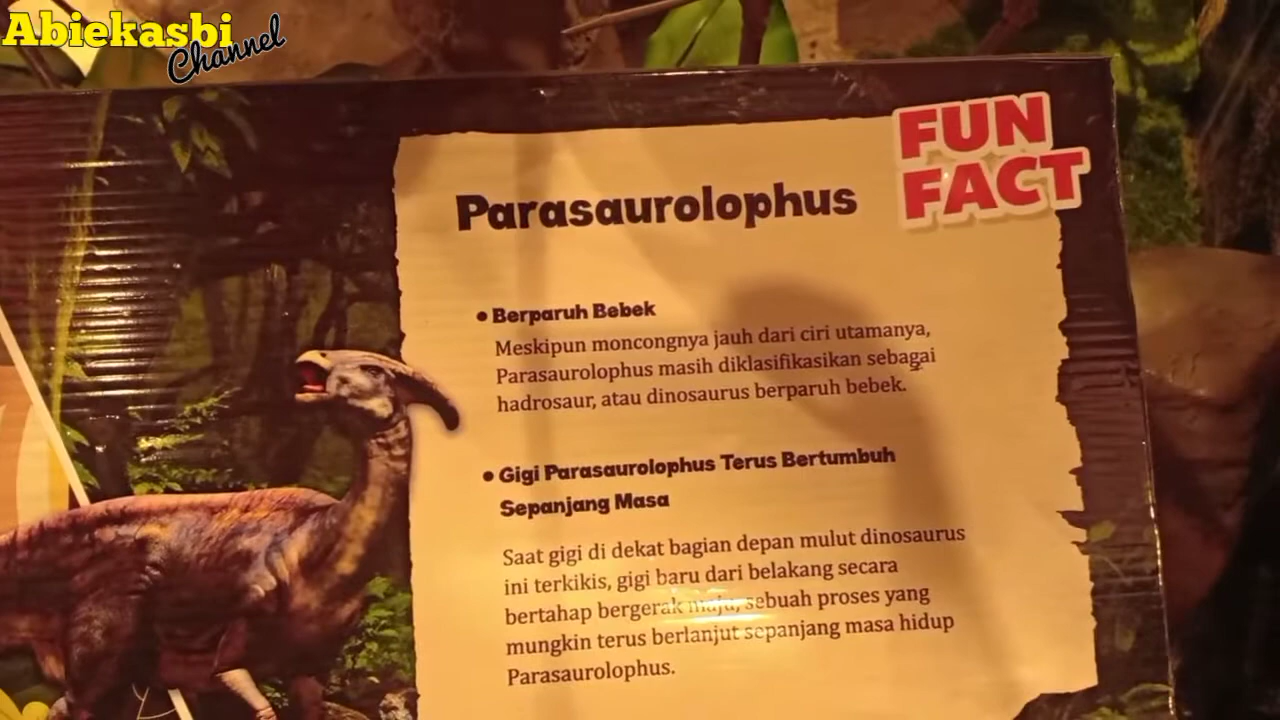 Abiekasbi
Channel
FUN
FACT
Parasaurolophus
• Berparuh Bebek
Meskipun moncongnya jauh dari ciri utamanya,
Parasaurolophus masih diklasifikasikan sebagai
hadrosaur, atau dinosaurus berparuh bebek.
• Gigi Parasaurolophus Terus Bertumbuh
Sepanjang Masa
Saat gigi di dekat bagian depan mulut dinosaurus
ini terkikis, gigi baru dari belakang secara
bertahap bergerak maju, sebuah proses yang
mungkin terus berlanjut sepanjang masa hidup
Parasaurolophus.